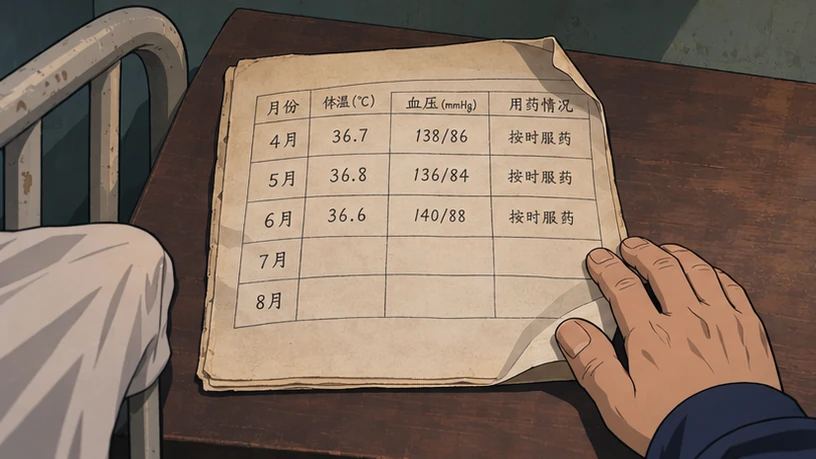 月份 体温(℃) 血压(mmHg) 用药情况
4月 36.7 138/86 按时服药
5月 36.8 136/84 按时服药
6月 36.6 140/88 按时服药
7月
8月